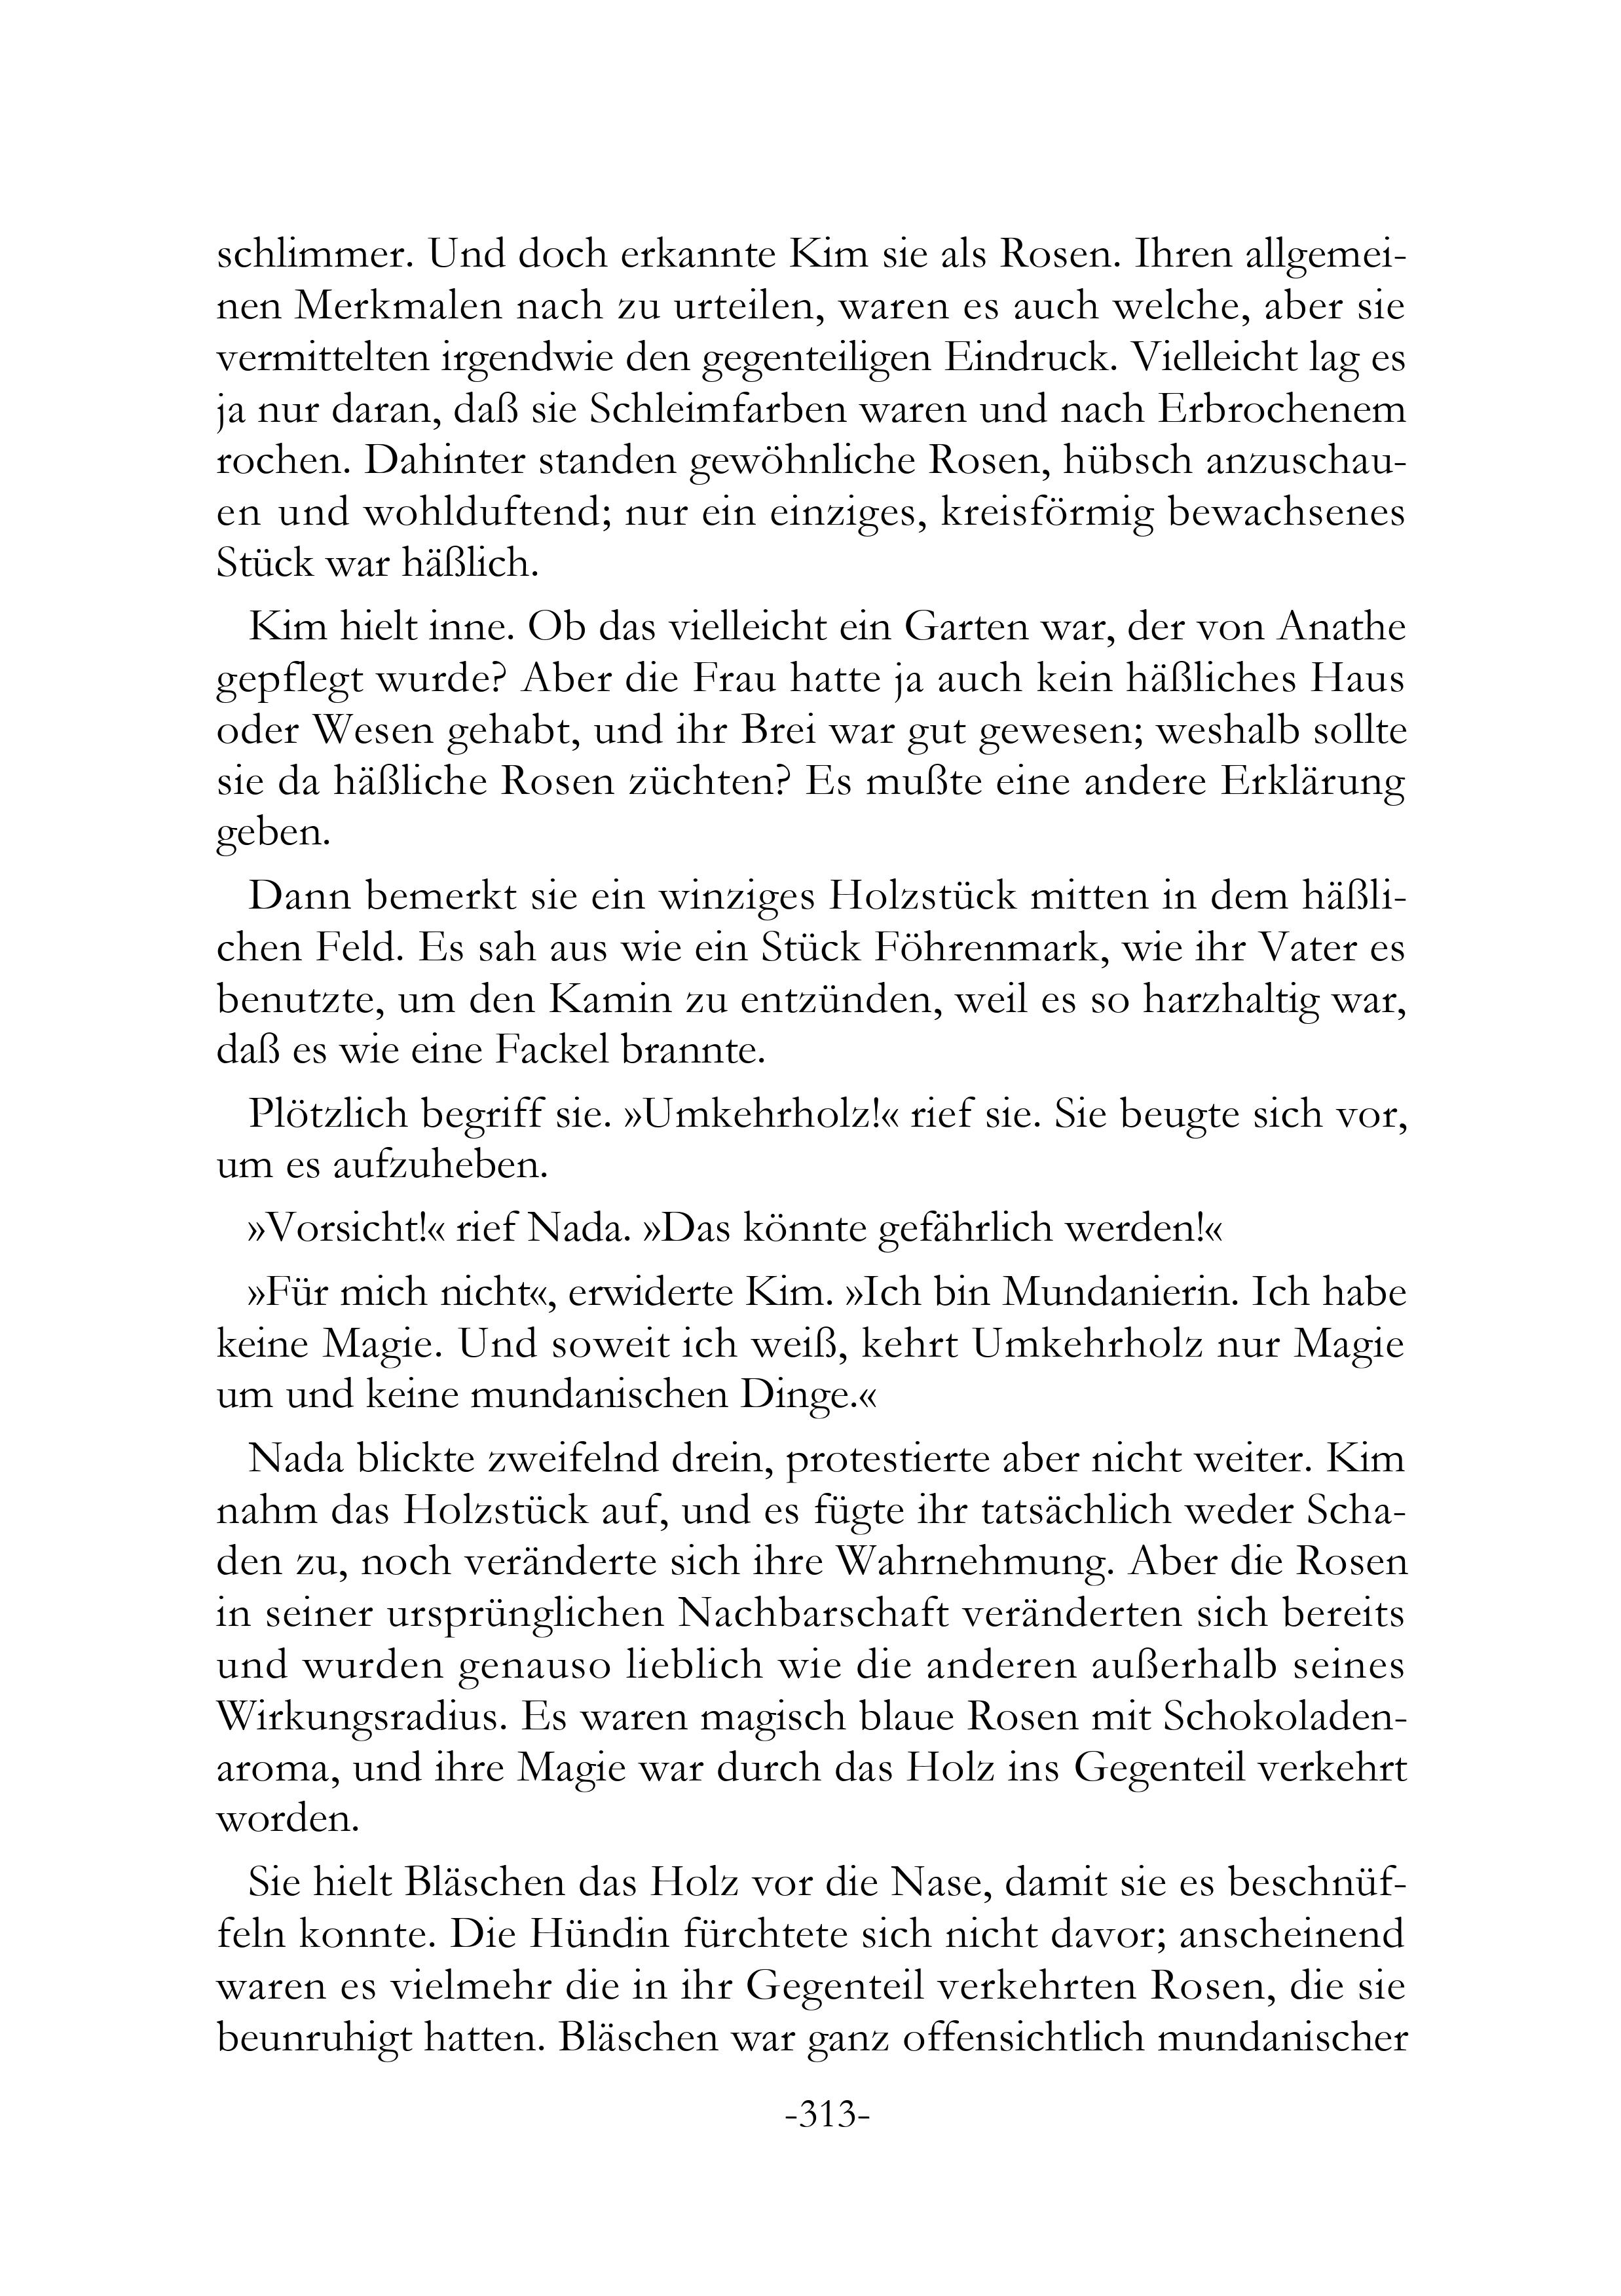 schlimmer. Und doch erkannte Kim sie als Rosen. Ihren allgemei-
nen Merkmalen nach zu urteilen, waren es auch welche, aber sie
vermittelten irgendwie den gegenteiligen Eindruck. Vielleicht lag es
ja nur daran, daß sie Schleimfarben waren und nach Erbrochenem
rochen. Dahinter standen gewöhnliche Rosen, hübsch anzuschau-
en und wohlduftend; nur ein einziges, kreisförmig bewachsenes
Stück war häßlich.
Kim hielt inne. Ob das vielleicht ein Garten war, der von Anathe
gepflegt wurde? Aber die Frau hatte ja auch kein häßliches Haus
oder Wesen gehabt, und ihr Brei war gut gewesen; weshalb sollte
sie da häßliche Rosen züchten? Es mußte eine andere Erklärung
geben.
Dann bemerkt sie ein winziges Holzstück mitten in dem häßli-
chen Feld. Es sah aus wie ein Stück Föhrenmark, wie ihr Vater es
benutzte, um den Kamin zu entzünden, weil es so harzhaltig war,
daß es wie eine Fackel brannte.
Plötzlich begriff sie. »Umkehrholz!« rief sie. Sie beugte sich vor,
um es aufzuheben.
»Vorsicht!« rief Nada. »Das könnte gefährlich werden!«
»Für mich nicht«, erwiderte Kim. »Ich bin Mundanierin. Ich habe
keine Magie. Und soweit ich weiß, kehrt Umkehrholz nur Magie
um und keine mundanischen Dinge.«
Nada blickte zweifelnd drein, protestierte aber nicht weiter. Kim
nahm das Holzstück auf, und es fügte ihr tatsächlich weder Scha-
den zu, noch veränderte sich ihre Wahrnehmung. Aber die Rosen
in seiner ursprünglichen Nachbarschaft veränderten sich bereits
und wurden genauso lieblich wie die anderen außerhalb seines
Wirkungsradius. Es waren magisch blaue Rosen mit Schokoladen-
aroma, und ihre Magie war durch das Holz ins Gegenteil verkehrt
worden.
Sie hielt Bläschen das Holz vor die Nase, damit sie es beschnüf-
feln konnte. Die Hündin fürchtete sich nicht davor; anscheinend
waren es vielmehr die in ihr Gegenteil verkehrten Rosen, die sie
beunruhigt hatten. Bläschen war ganz offensichtlich mundanischer
-313-